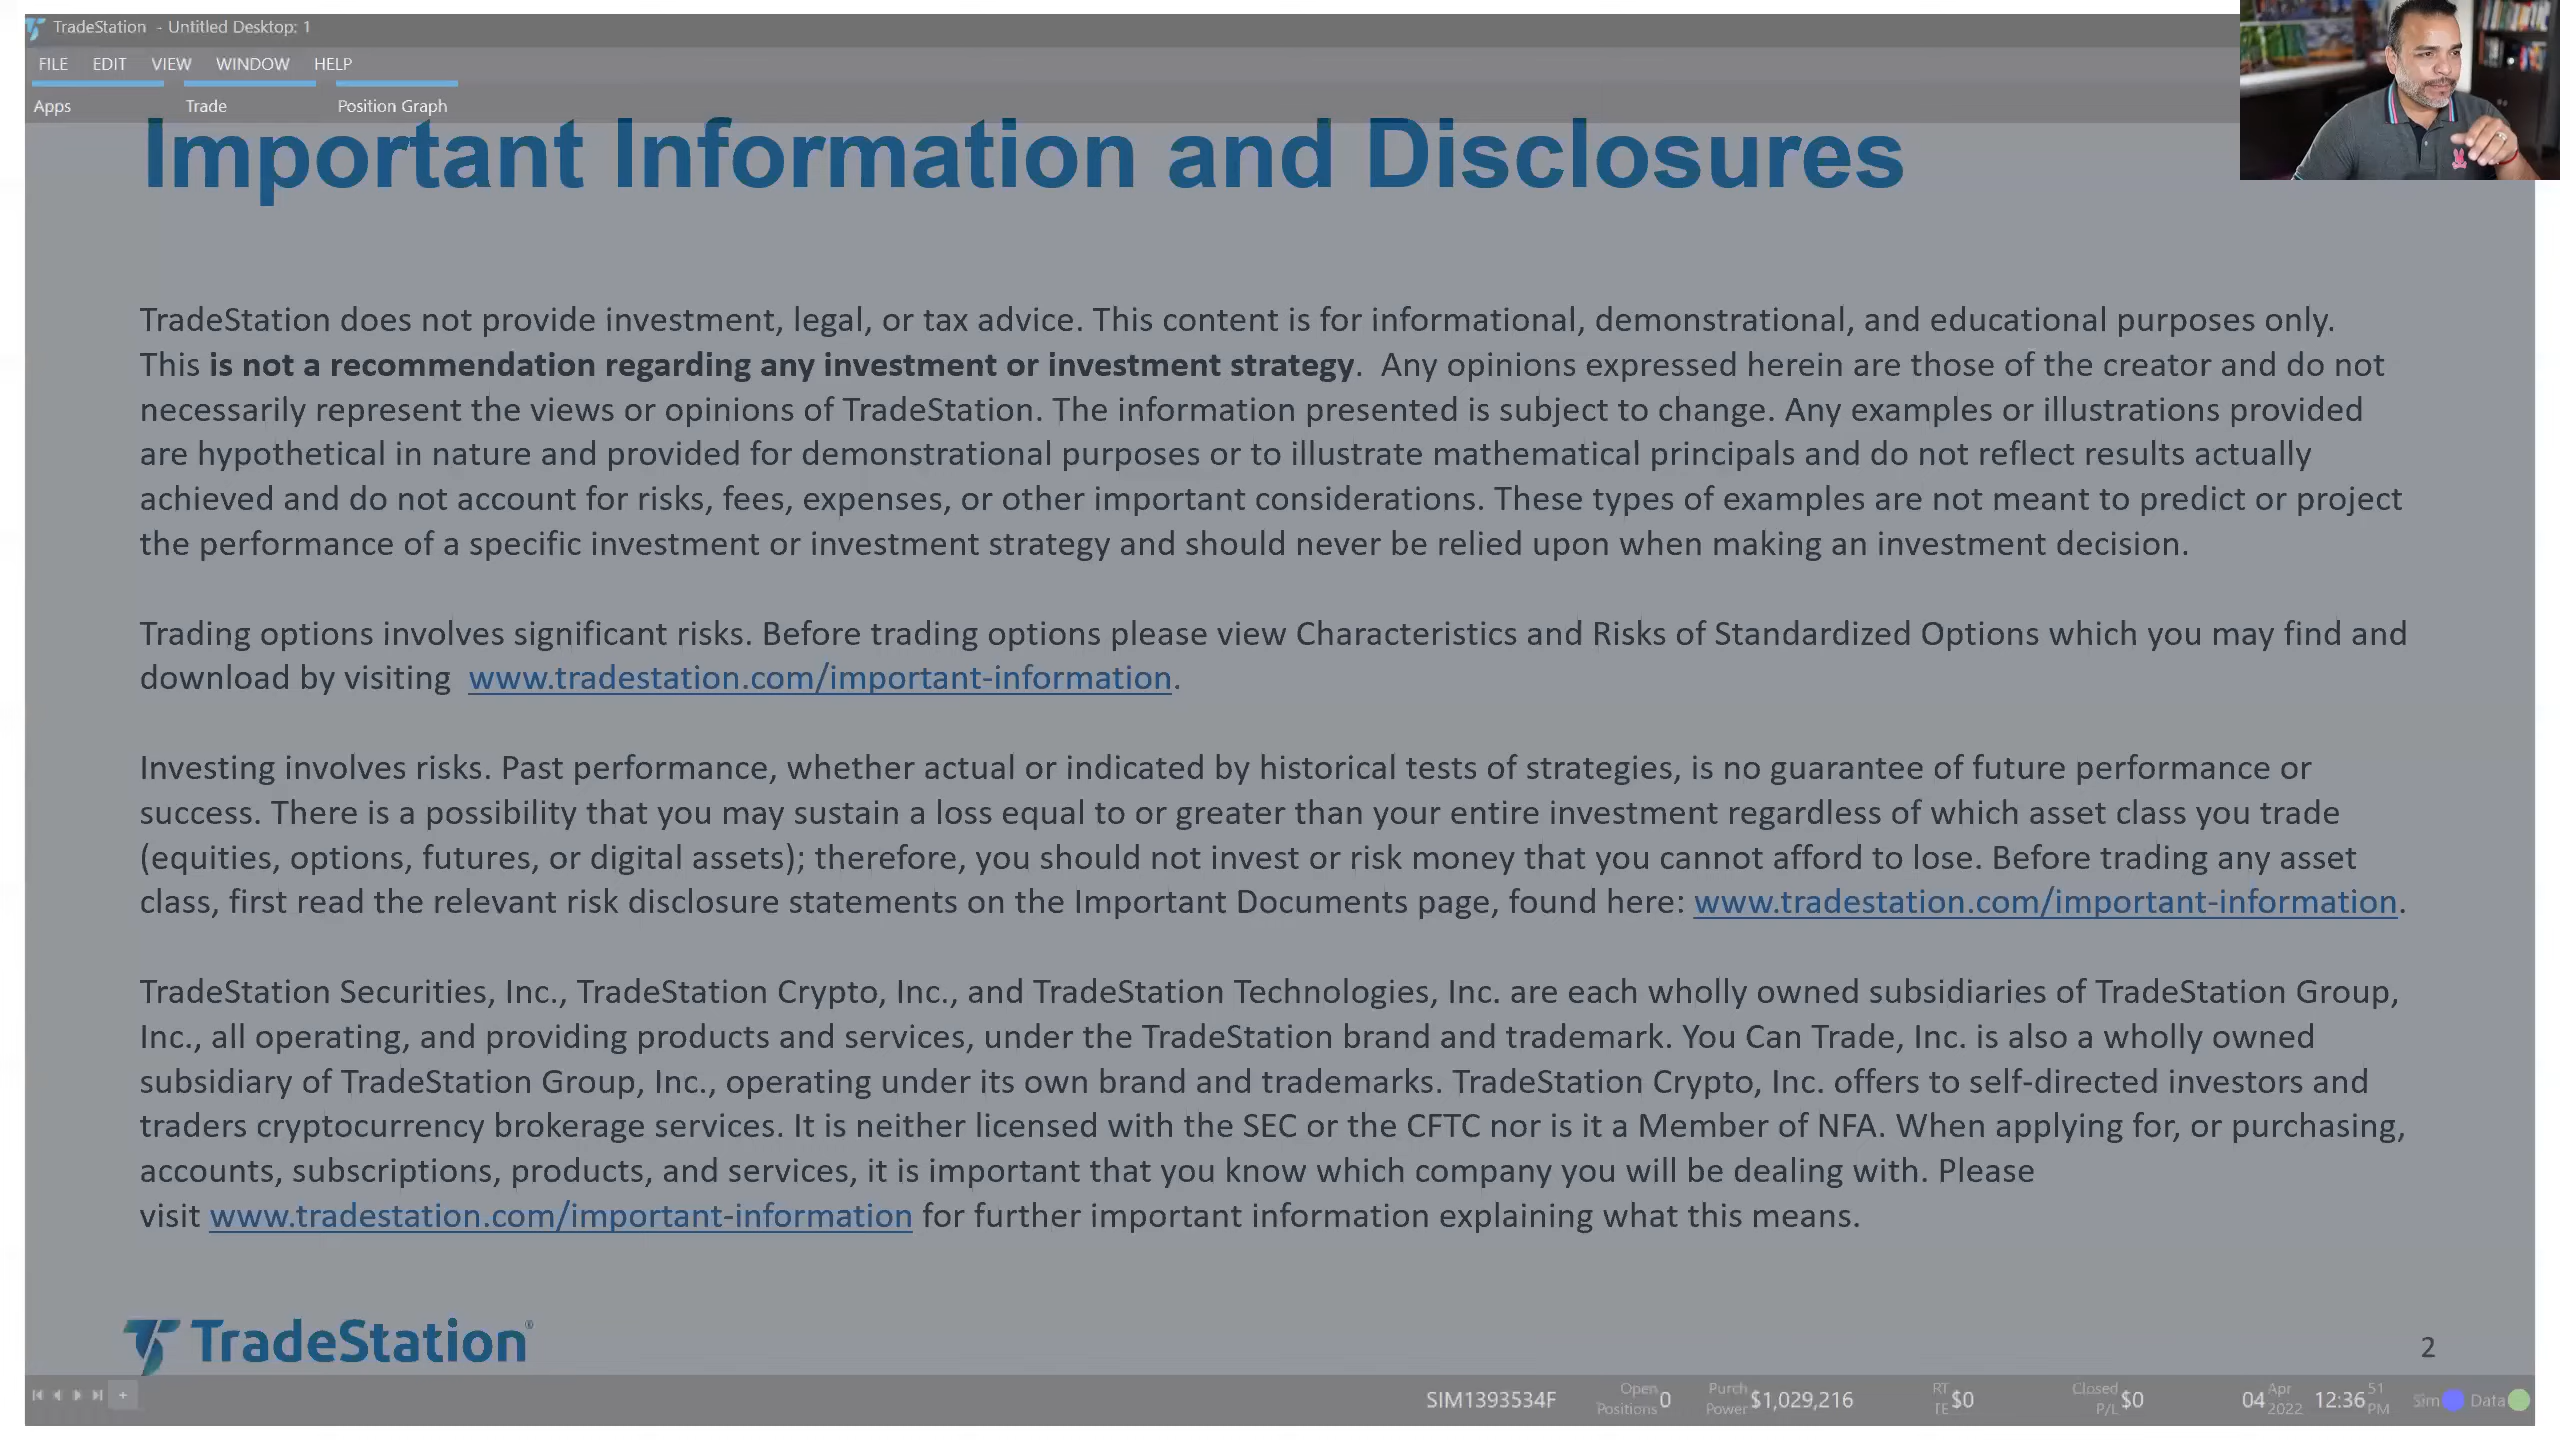 TradeStation - Untitled Desktop: 1
FILE EDIT VIEW WINDOW HELP
Apps Trade Position Graph
Important Information and Disclosures
TradeStation does not provide investment, legal, or tax advice. This content is for informational, demonstrational, and educational purposes only.
This is not a recommendation regarding any investment or investment strategy. Any opinions expressed herein are those of the creator and do not
necessarily represent the views or opinions of TradeStation. The information presented is subject to change. Any examples or illustrations provided
are hypothetical in nature and provided for demonstrational purposes or to illustrate mathematical principals and do not reflect results actually
achieved and do not account for risks, fees, expenses, or other important considerations. These types of examples are not meant to predict or project
the performance of a specific investment or investment strategy and should never be relied upon when making an investment decision.
Trading options involves significant risks. Before trading options please view Characteristics and Risks of Standardized Options which you may find and
download by visiting www.tradestation.com/important-information.
Investing involves risks. Past performance, whether actual or indicated by historical tests of strategies, is no guarantee of future performance or
success. There is a possibility that you may sustain a loss equal to or greater than your entire investment regardless of which asset class you trade
(equities, options, futures, or digital assets); therefore, you should not invest or risk money that you cannot afford to lose. Before trading any asset
class, first read the relevant risk disclosure statements on the Important Documents page, found here: www.tradestation.com/important-information.
TradeStation Securities, Inc., TradeStation Crypto, Inc., and TradeStation Technologies, Inc. are each wholly owned subsidiaries of TradeStation Group,
Inc., all operating, and providing products and services, under the TradeStation brand and trademark. You Can Trade, Inc. is also a wholly owned
subsidiary of TradeStation Group, Inc., operating under its own brand and trademarks. TradeStation Crypto, Inc. offers to self-directed investors and
traders cryptocurrency brokerage services. It is neither licensed with the SEC or the CFTC nor is it a Member of NFA. When applying for, or purchasing,
accounts, subscriptions, products, and services, it is important that you know which company you will be dealing with. Please
visit www.tradestation.com/important-information for further important information explaining what this means.
TradeStation®
2
SIM1393534F Open Positions 0 Purch Power $1,029,216 RT TE $0 Closed P/L $0 04 Apr 2022 12:36 51 PM Sim Data